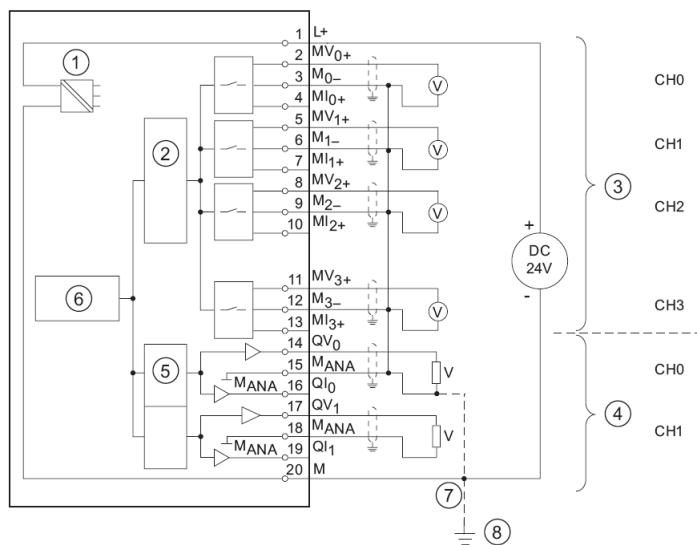 1 L+
① 2 MV0+
3 M0– V CH0
4 MI0+
5 MV1+
② 6 M1– V CH1
7 MI1+
8 MV2+ ③
9 M2– V CH2
10 MI2+
+
DC
24V
-
⑥ 11 MV3+
12 M3– V CH3
13 MI3+
14 QV0
⑤ 15 MANA V CH0
MANA 16 QI0
17 QV1 ④
18 MANA V CH1
MANA 19 QI1
20 M
⑦
⑧